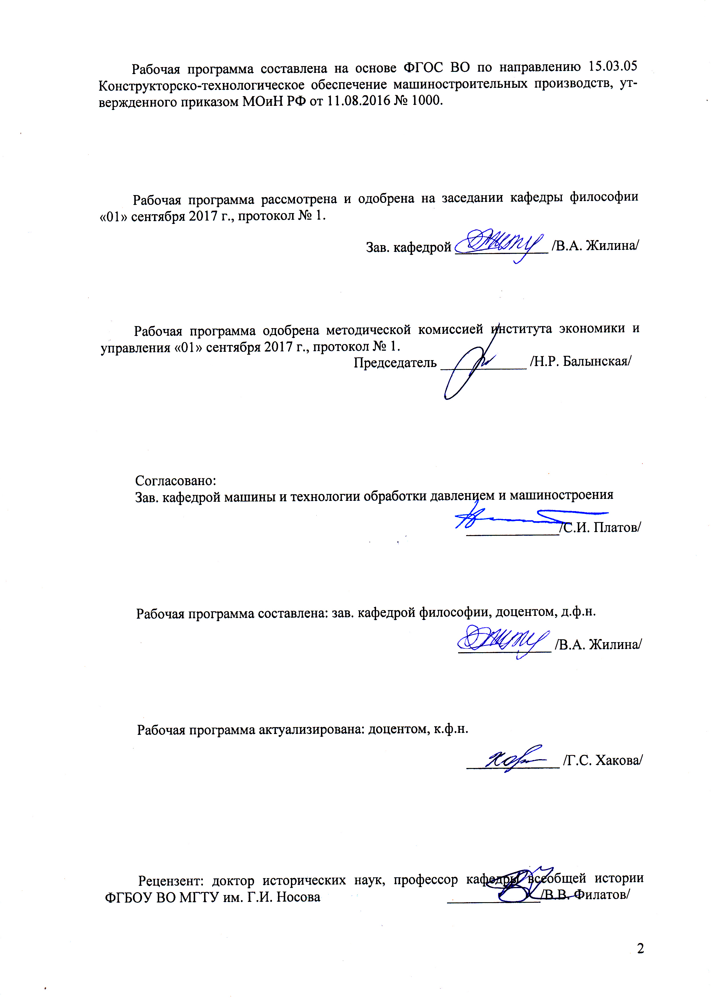 Рабочая программа составлена на основе ФГОС ВО по направлению 15.03.05
Конструкторско-технологическое обеспечение машиностроительных производств, ут-
вержденного приказом МОиН РФ от 11.08.2016 № 1000.
Рабочая программа рассмотрена и одобрена на заседании кафедры философии
«01» сентября 2017 г., протокол № 1.
Зав. кафедрой /В.А. Жилина/
Рабочая программа одобрена методической комиссией института экономики и
управления «01» сентября 2017 г., протокол № 1.
Председатель /Н.Р. Балынская/
Согласовано:
Зав. кафедрой машины и технологии обработки давлением и машиностроения
/С.И. Платов/
Рабочая программа составлена: зав. кафедрой философии, доцентом, д.ф.н.
/В.А. Жилина/
Рабочая программа актуализирована: доцентом, к.ф.н.
/Г.С. Хакова/
Рецензент: доктор исторических наук, профессор кафедры всеобщей истории
ФГБОУ ВО МГТУ им. Г.И. Носова /В.В. Филатов/
2